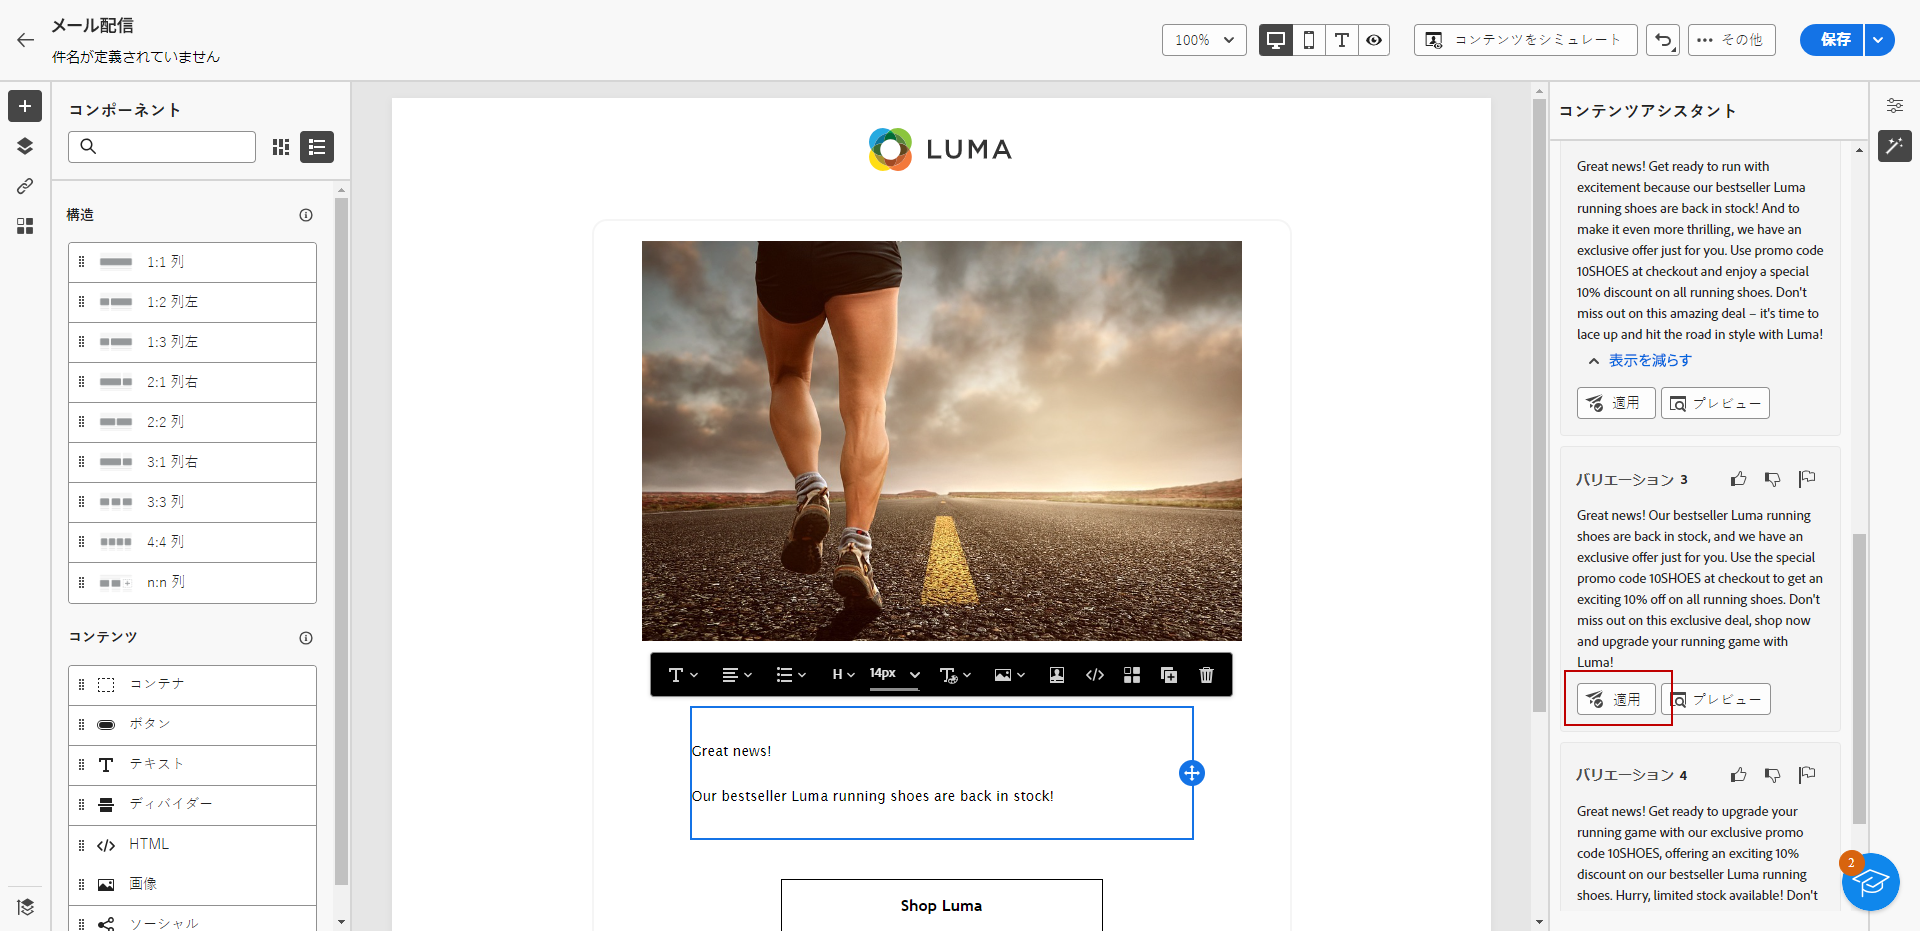 メール配信
件名が定義されていません
100%
コンテンツをシミュレート
その他
保存
コンポーネント
構造
1:1 列
1:2 列左
1:3 列左
2:1 列右
2:2 列
3:1 列右
3:3 列
4:4 列
n:n 列
コンテンツ
コンテナ
ボタン
テキスト
ディバイダー
HTML
画像
ソーシャル
LUMA
H
14px
Great news!
Our bestseller Luma running shoes are back in stock!
Shop Luma
コンテンツアシスタント
Great news! Get ready to run with
excitement because our bestseller Luma
running shoes are back in stock! And to
make it even more thrilling, we have an
exclusive offer just for you. Use promo code
10SHOES at checkout and enjoy a special
10% discount on all running shoes. Don't
miss out on this amazing deal – it's time to
lace up and hit the road in style with Luma!
表示を減らす
適用
プレビュー
バリエーション 3
Great news! Our bestseller Luma running
shoes are back in stock, and we have an
exclusive offer just for you. Use the special
promo code 10SHOES at checkout to get an
exciting 10% off on all running shoes. Don't
miss out on this exclusive deal, shop now
and upgrade your running game with
Luma!
適用
プレビュー
バリエーション 4
Great news! Get ready to upgrade your
running game with our exclusive promo
code 10SHOES, offering an exciting 10%
discount on our bestseller Luma running
shoes. Hurry, limited stock available! Don't
2